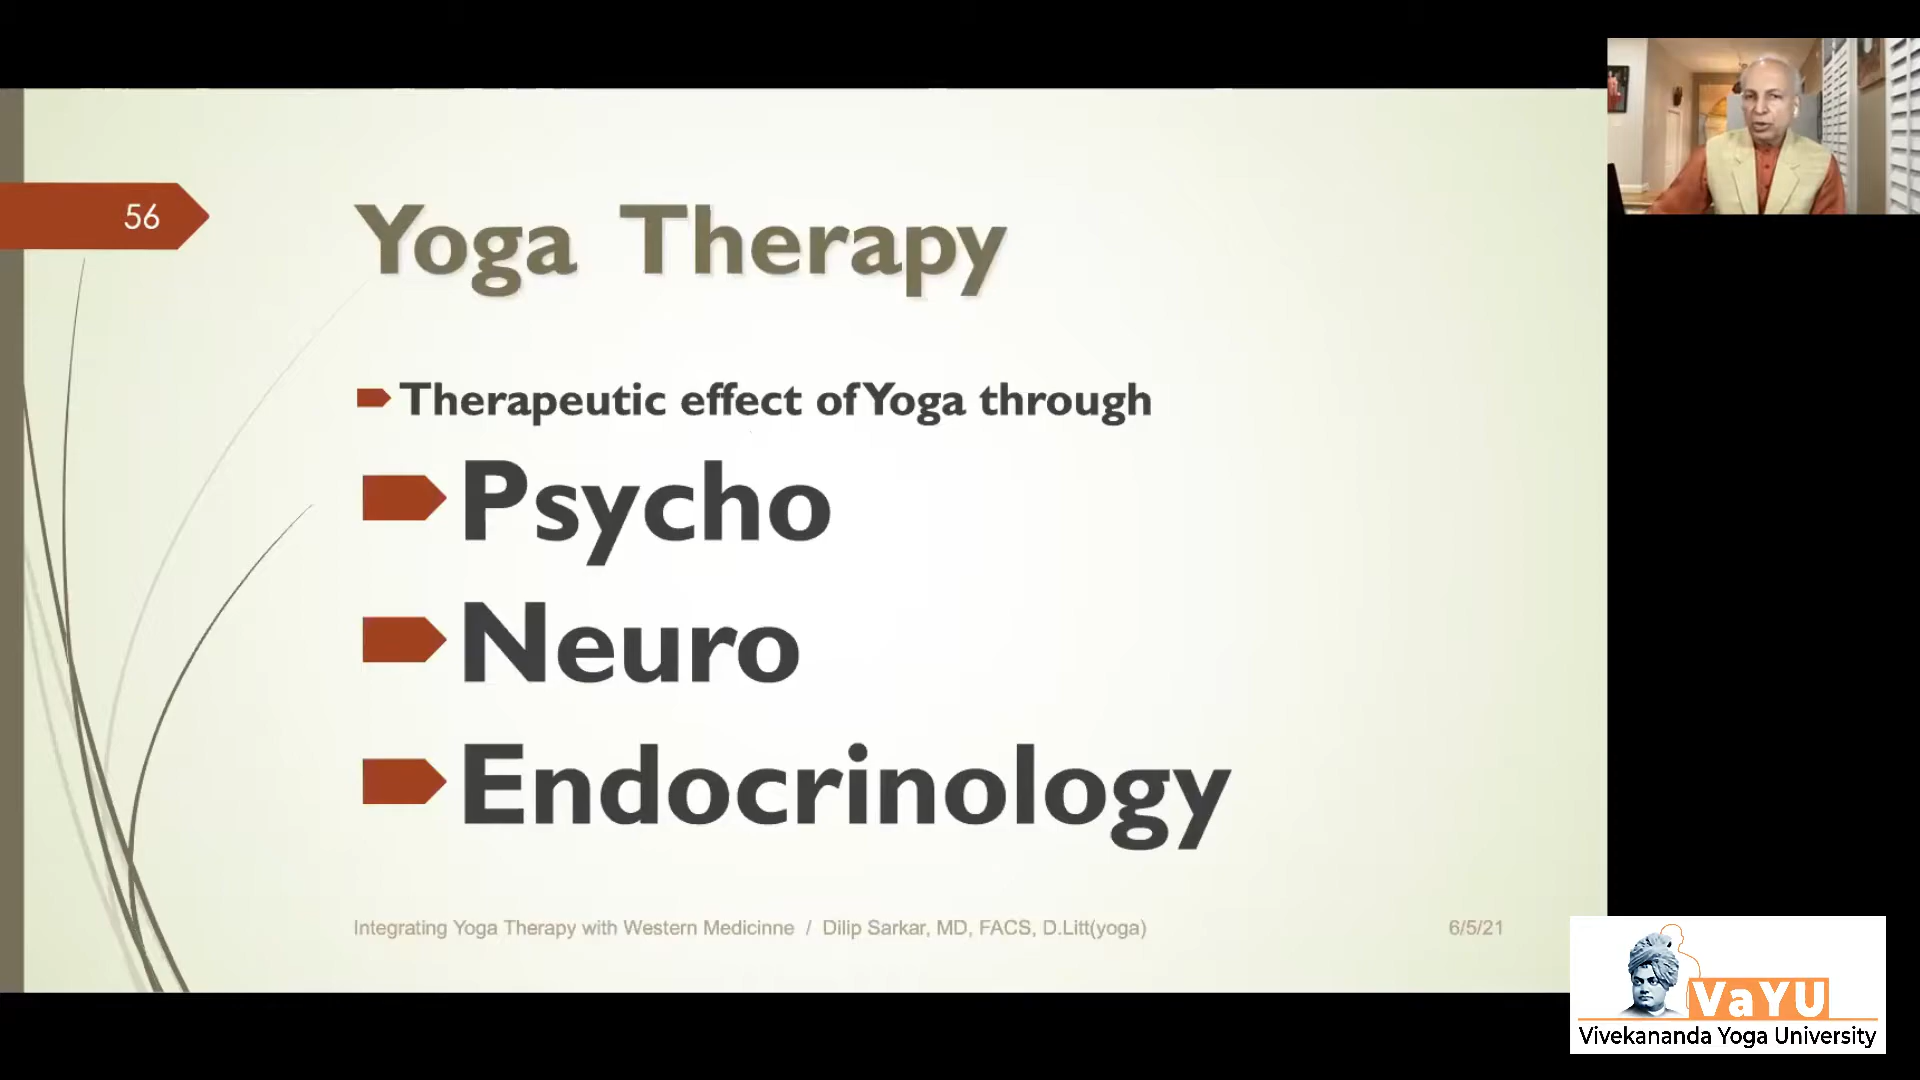 56
Yoga Therapy
Therapeutic effect of Yoga through
Psycho
Neuro
Endocrinology
Integrating Yoga Therapy with Western Medicinne / Dilip Sarkar, MD, FACS, D.Litt(yoga)
6/5/21
VaYU
Vivekananda Yoga University